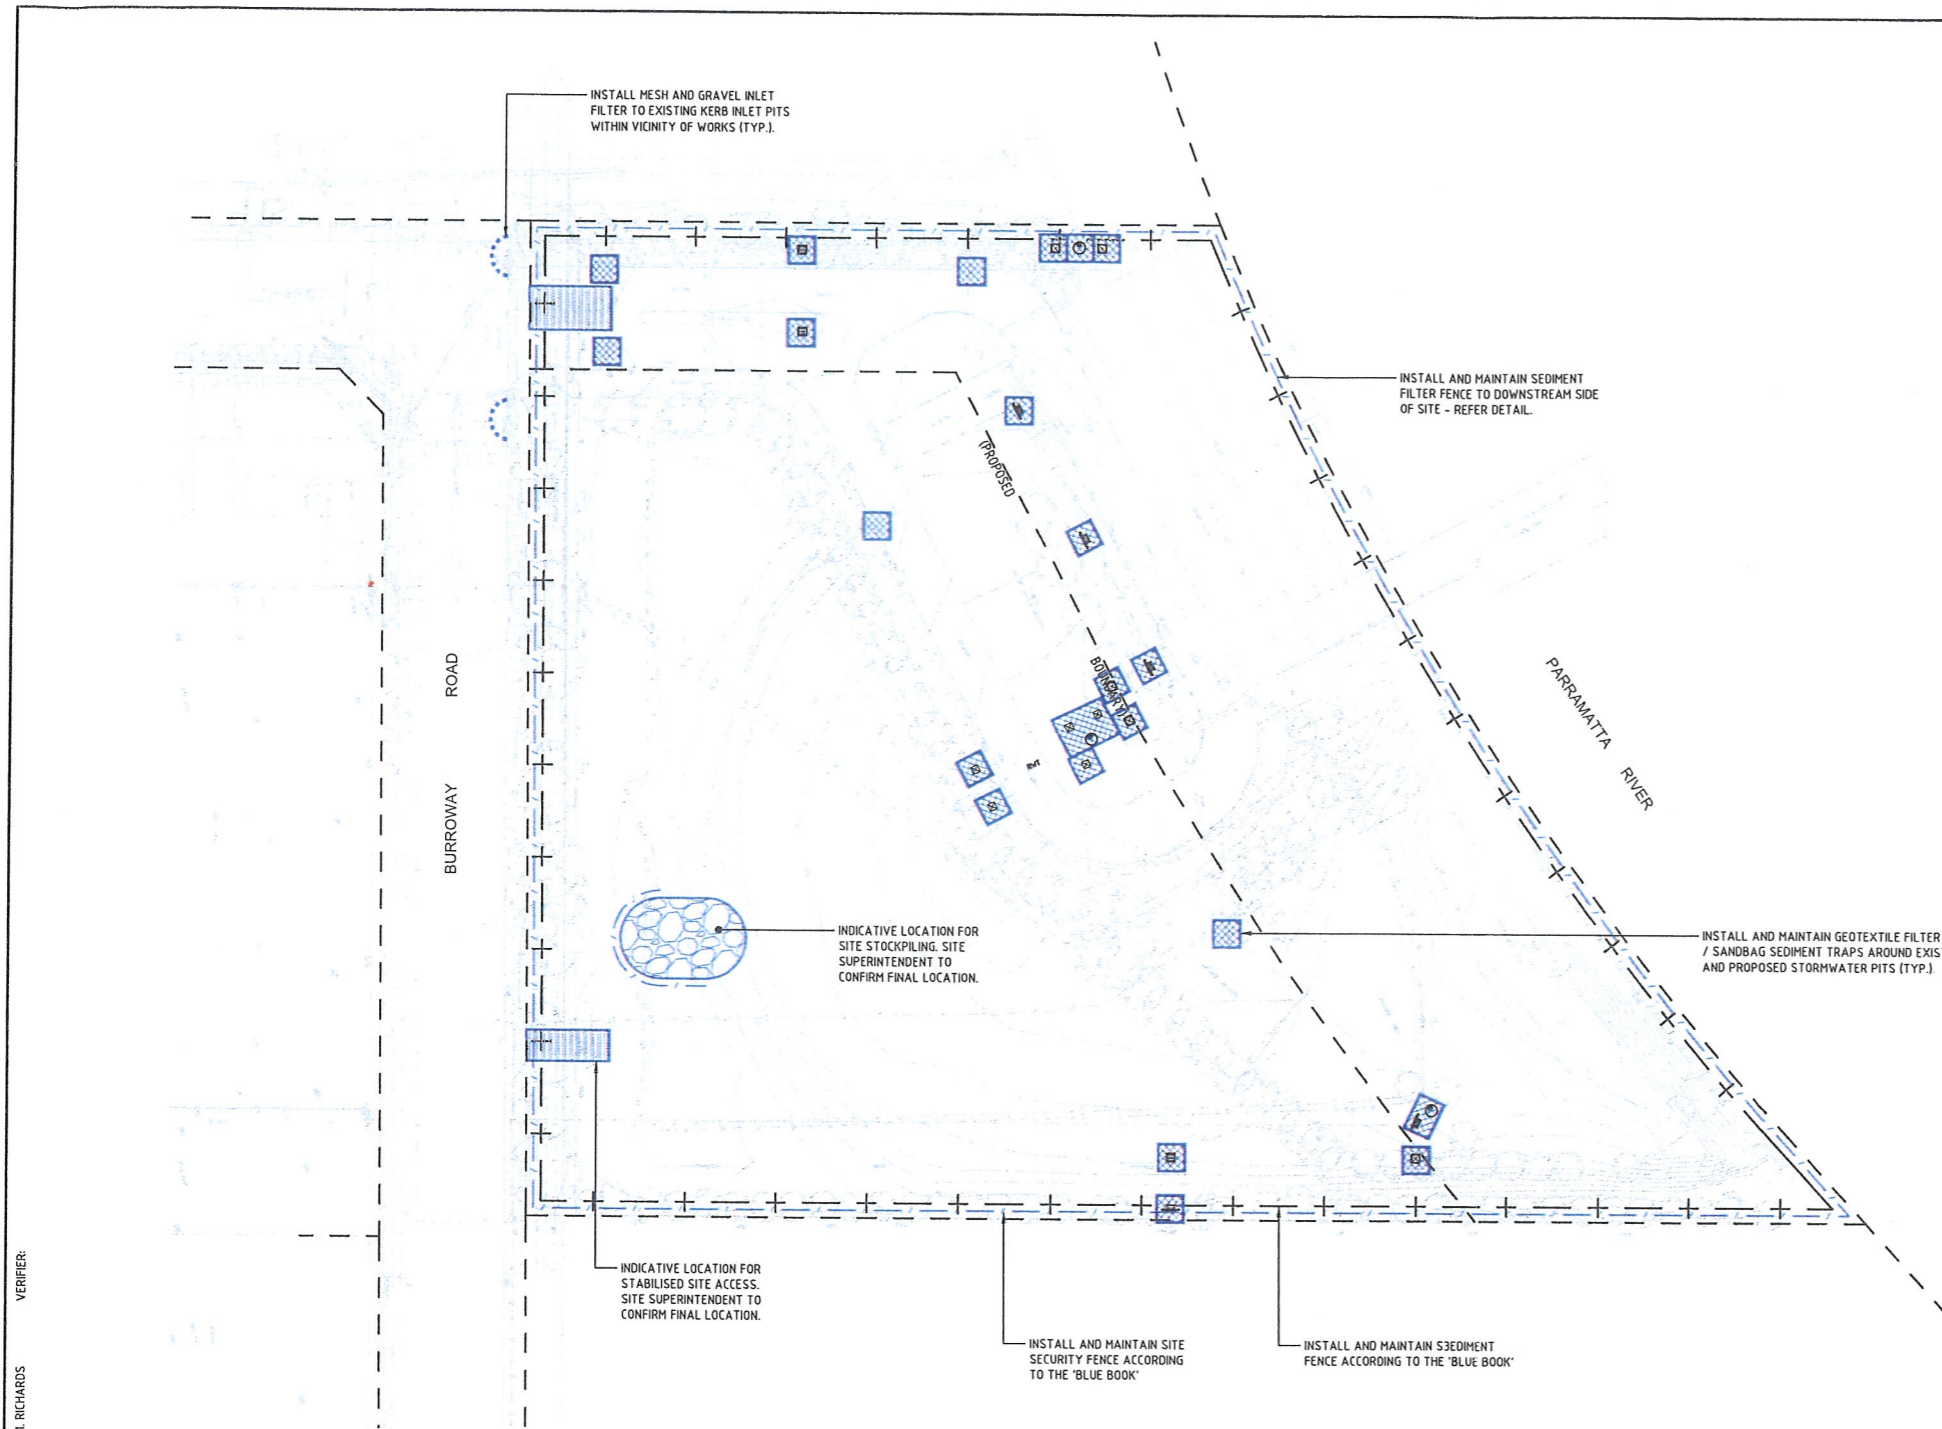 INSTALL MESH AND GRAVEL INLET
FILTER TO EXISTING KERB INLET PITS
WITHIN VICINITY OF WORKS (TYP.).
INSTALL AND MAINTAIN SEDIMENT
FILTER FENCE TO DOWNSTREAM SIDE
OF SITE - REFER DETAIL.
(PROPOSED
BOUNDARY)
BURROWAY ROAD
PARRAMATTA RIVER
INDICATIVE LOCATION FOR
SITE STOCKPILING. SITE
SUPERINTENDENT TO
CONFIRM FINAL LOCATION.
INSTALL AND MAINTAIN GEOTEXTILE FILTER
/ SANDBAG SEDIMENT TRAPS AROUND EXIS
AND PROPOSED STORMWATER PITS (TYP.)
INDICATIVE LOCATION FOR
STABILISED SITE ACCESS.
SITE SUPERINTENDENT TO
CONFIRM FINAL LOCATION.
INSTALL AND MAINTAIN SITE
SECURITY FENCE ACCORDING
TO THE 'BLUE BOOK'
INSTALL AND MAINTAIN S3EDIMENT
FENCE ACCORDING TO THE 'BLUE BOOK'
VERIFIER:
RICHARDS